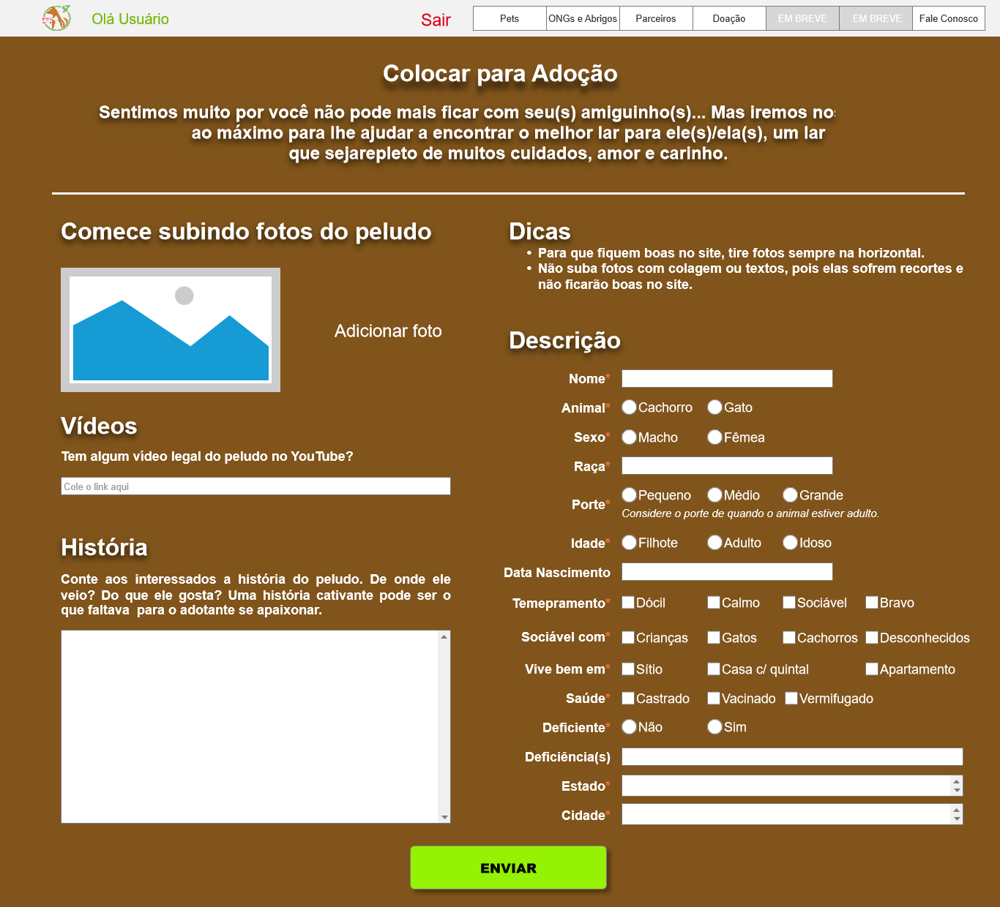 Olá Usuário
Sair
Pets
ONGs e Abrigos
Parceiros
Doação
EM BREVE
EM BREVE
Fale Conosco
Colocar para Adoção
Sentimos muito por você não pode mais ficar com seu(s) amiguinho(s)... Mas iremos nos
ao máximo para lhe ajudar a encontrar o melhor lar para ele(s)/ela(s), um lar
que sejarepleto de muitos cuidados, amor e carinho.
Comece subindo fotos do peludo
Adicionar foto
Vídeos
Tem algum vídeo legal do peludo no YouTube?
Cole o link aqui
História
Conte aos interessados a história do peludo. De onde ele
veio? Do que ele gosta? Uma história cativante pode ser o
que faltava para o adotante se apaixonar.
Dicas
• Para que fiquem boas no site, tire fotos sempre na horizontal.
• Não suba fotos com colagem ou textos, pois elas sofrem recortes e
não ficarão boas no site.
Descrição
Nome*
Animal* Cachorro Gato
Sexo* Macho Fêmea
Raça*
Porte* Pequeno Médio Grande
Considere o porte de quando o animal estiver adulto.
Idade* Filhote Adulto Idoso
Data Nascimento
Temepramento* Dócil Calmo Sociável Bravo
Sociável com* Crianças Gatos Cachorros Desconhecidos
Vive bem em* Sítio Casa c/ quintal Apartamento
Saúde* Castrado Vacinado Vermifugado
Deficiente* Não Sim
Deficiência(s)
Estado*
Cidade*
ENVIAR